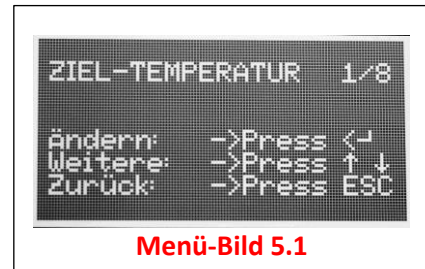 ZIEL-TEMPERATUR 1/8
Ändern: ->Press <┘
Weitere: ->Press ↑ ↓
Zurück: ->Press ESC
Menü-Bild 5.1